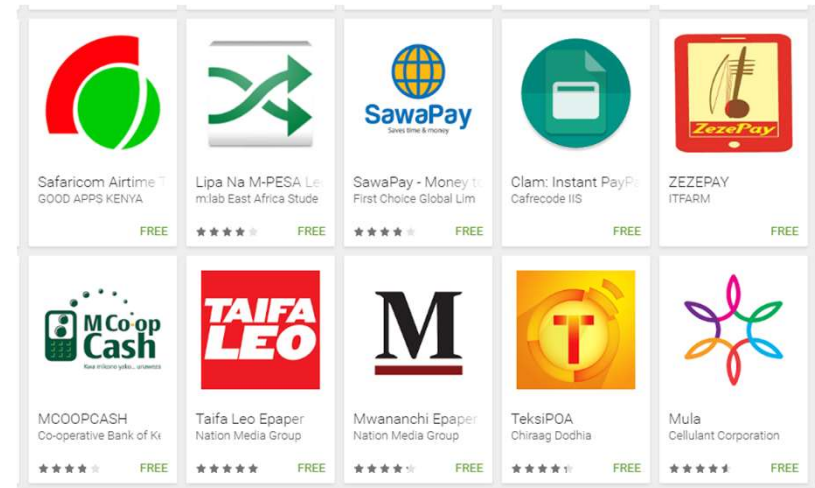 SawaPay
Saves time & money
ZezePay
Safaricom Airtime T
Lipa Na M-PESA Le
SawaPay - Money to
Clam: Instant PayPa
ZEZEPAY
GOOD APPS KENYA
m:lab East Africa Stude
First Choice Global Lim
Cafrecode IIS
ITFARM
FREE
FREE
FREE
FREE
FREE
M Co-op
Cash
Kwa mkono yako...
TAIFA
LEO
M
T
MCOOPCASH
Taifa Leo Epaper
Mwananchi Epaper
TeksiPOA
Mula
Co-operative Bank of Ke
Nation Media Group
Nation Media Group
Chiraag Dodhia
Cellulant Corporation
FREE
FREE
FREE
FREE
FREE